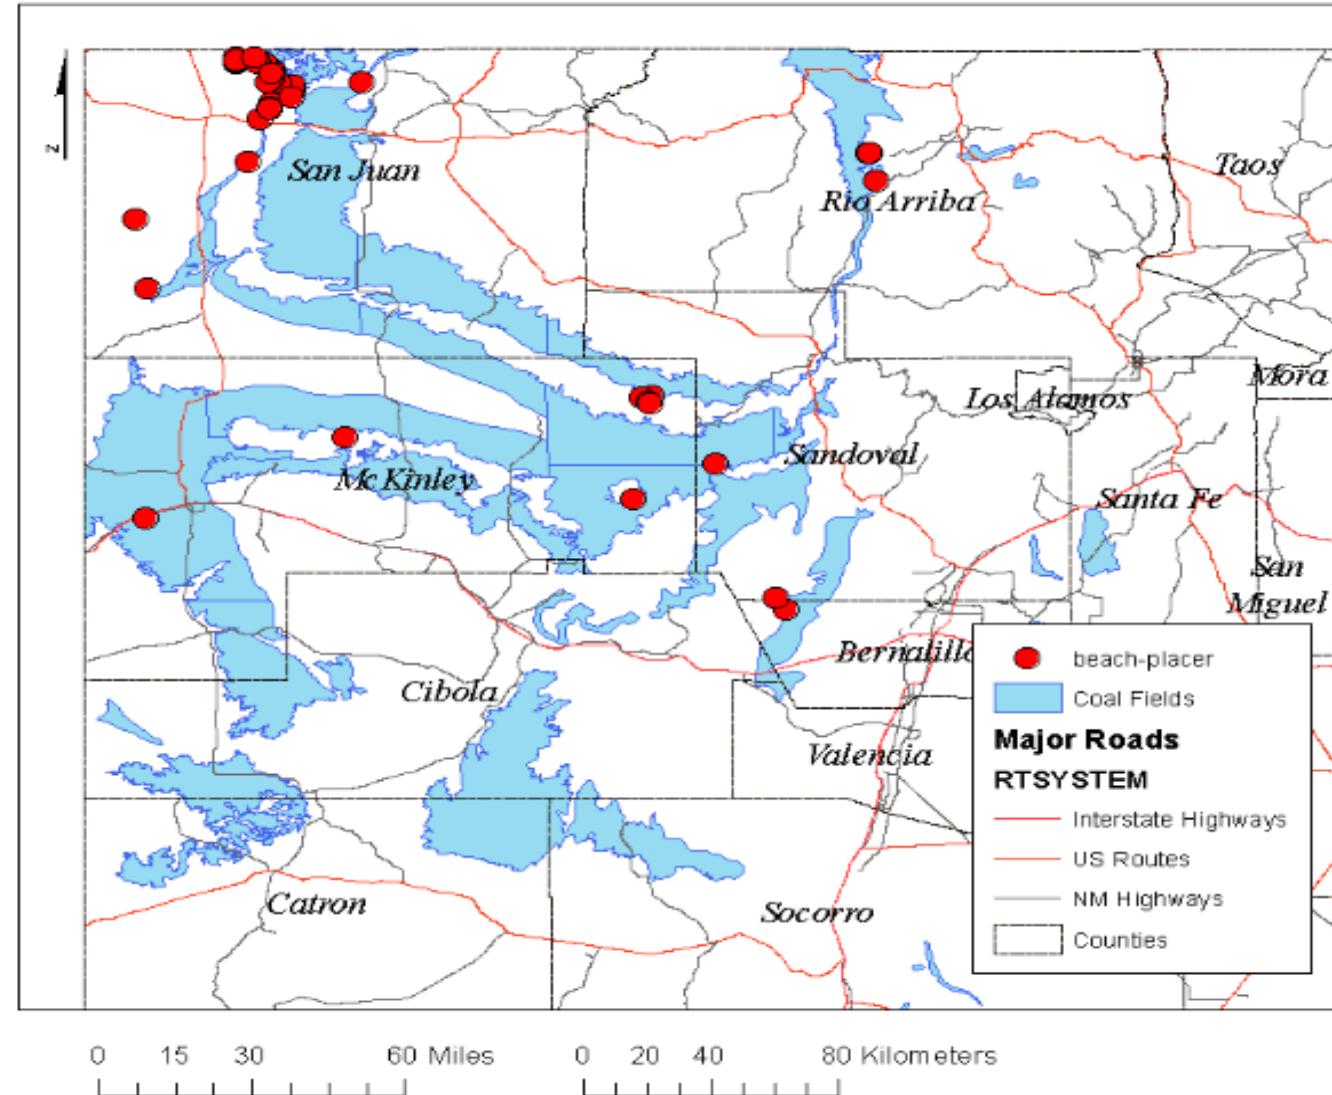 z
San Juan
Taos
Rio Arriba
Mora
Los Alamos
Sandoval
McKinley
Santa Fe
San
Miguel
Bernalillo
Cibola
Valencia
Catron
Socorro
beach-placer
Coal Fields
Major Roads
RTSYSTEM
Interstate Highways
US Routes
NM Highways
Counties
0 15 30 60 Miles
0 20 40 80 Kilometers